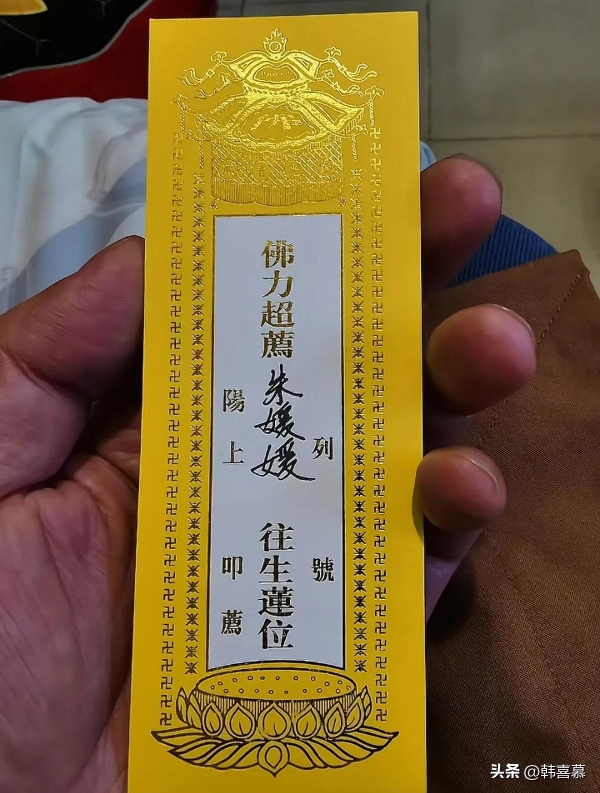 列號
佛力超薦朱媛媛往生蓮位
陽上叩薦
头条 @韩喜慕